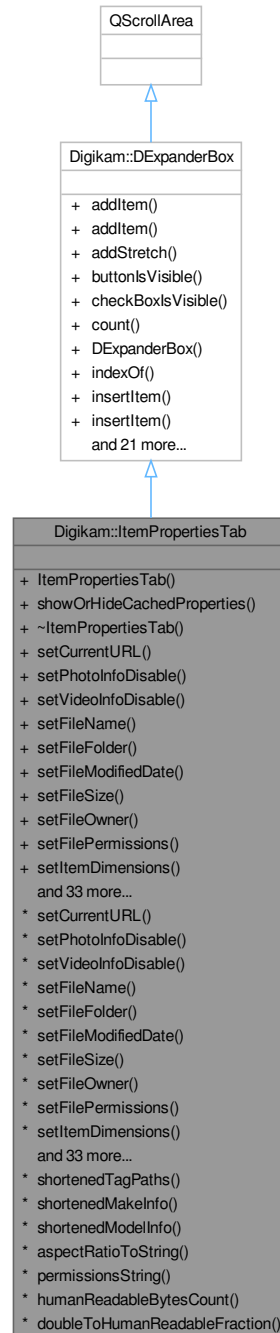 QScrollArea
Digikam::DExpanderBox
+ addItem()
+ addItem()
+ addStretch()
+ buttonIsVisible()
+ checkBoxIsVisible()
+ count()
+ DExpanderBox()
+ indexOf()
+ insertItem()
+ insertItem()
and 21 more...
Digikam::ItemPropertiesTab
+ ItemPropertiesTab()
+ showOrHideCachedProperties()
+ ~ItemPropertiesTab()
+ setCurrentURL()
+ setPhotoInfoDisable()
+ setVideoInfoDisable()
+ setFileName()
+ setFileFolder()
+ setFileModifiedDate()
+ setFileSize()
+ setFileOwner()
+ setFilePermissions()
+ setItemDimensions()
and 33 more...
* setCurrentURL()
* setPhotoInfoDisable()
* setVideoInfoDisable()
* setFileName()
* setFileFolder()
* setFileModifiedDate()
* setFileSize()
* setFileOwner()
* setFilePermissions()
* setItemDimensions()
and 33 more...
* shortenedTagPaths()
* shortenedMakeInfo()
* shortenedModelInfo()
* aspectRatioToString()
* permissionsString()
* humanReadableBytesCount()
* doubleToHumanReadableFraction()